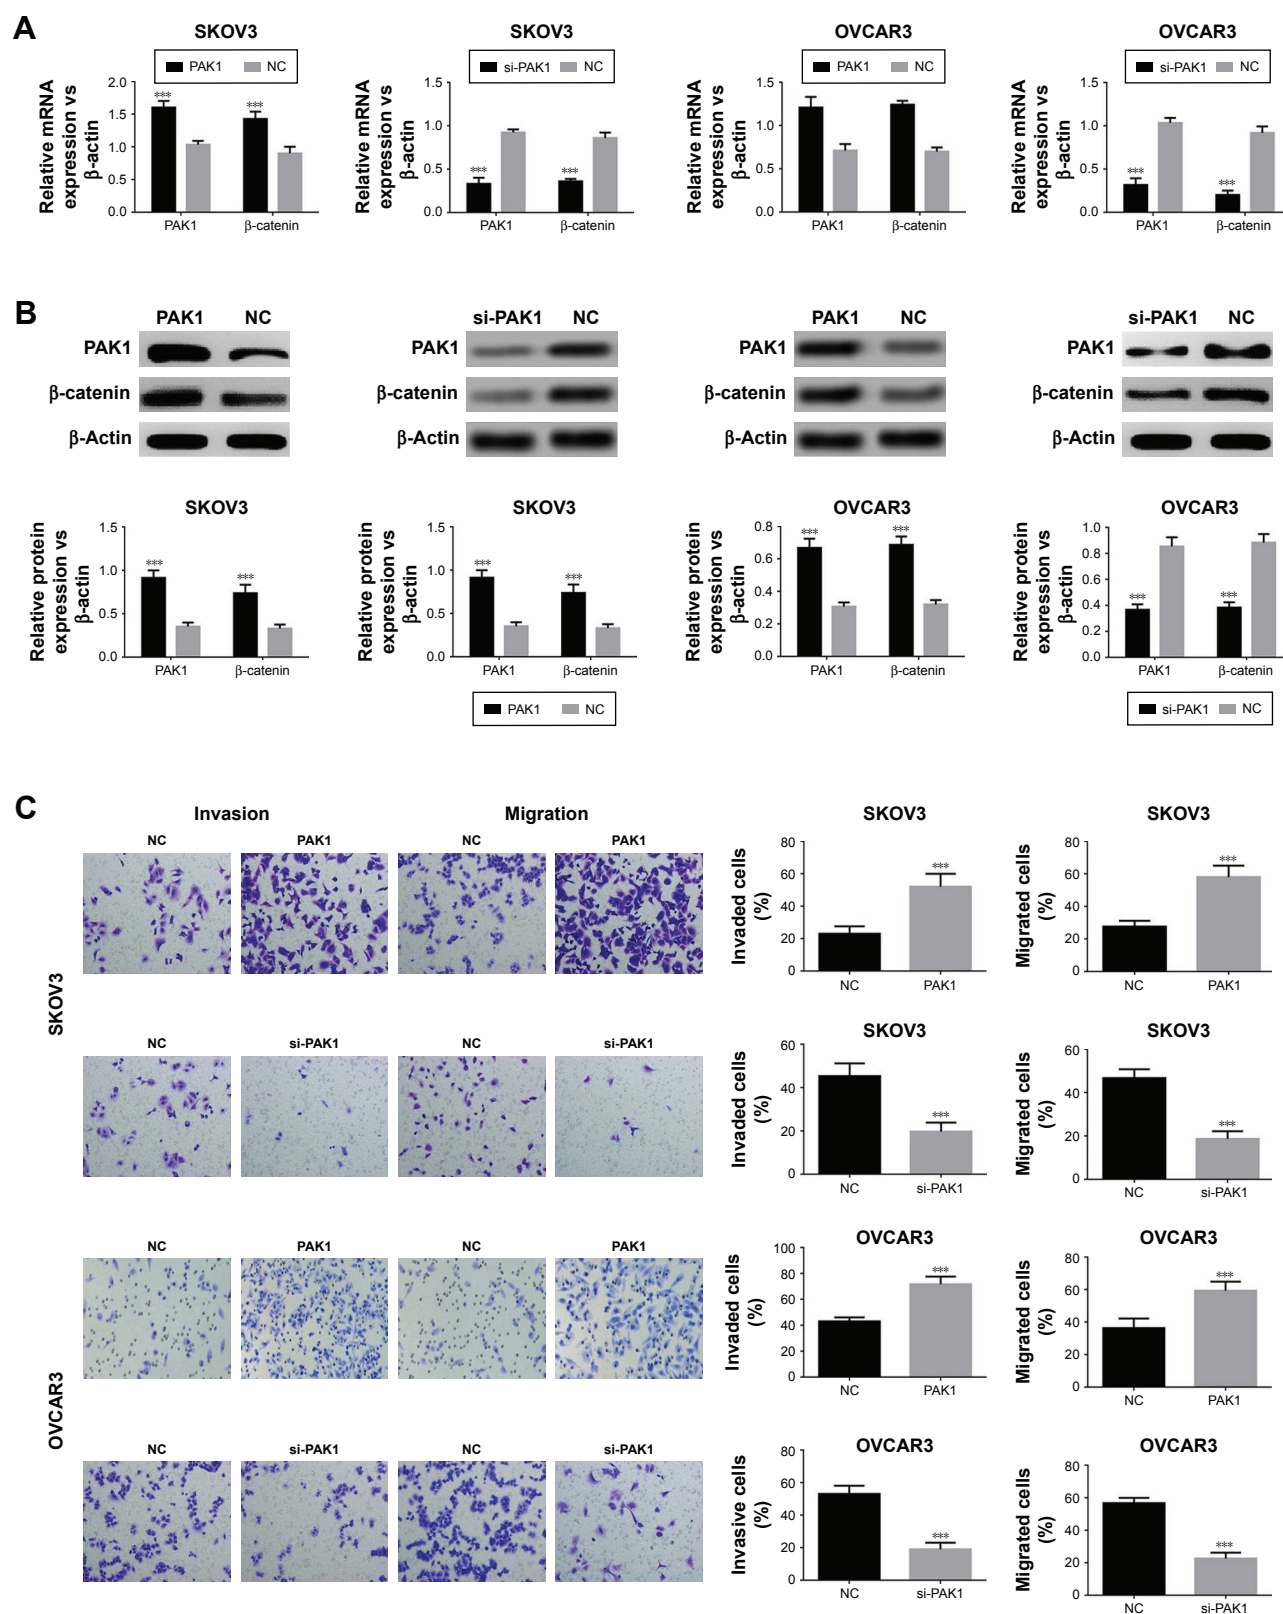 A
SKOV3
PAK1 NC
Relative mRNA
expression vs
β-actin
2.0
1.5
1.0
0.5
0.0
***
***
PAK1
β-catenin
SKOV3
si-PAK1 NC
Relative mRNA
expression vs
β-actin
1.5
1.0
0.5
0.0
***
***
PAK1
β-catenin
OVCAR3
PAK1 NC
Relative mRNA
expression vs
β-actin
1.5
1.0
0.5
0.0
PAK1
β-catenin
OVCAR3
si-PAK1 NC
Relative mRNA
expression vs
β-actin
1.5
1.0
0.5
0.0
***
***
PAK1
β-catenin
B
PAK1 NC
PAK1
β-catenin
β-Actin
si-PAK1 NC
PAK1
β-catenin
β-Actin
PAK1 NC
PAK1
β-catenin
β-Actin
si-PAK1 NC
PAK1
β-catenin
β-Actin
SKOV3
Relative protein
expression vs
β-actin
1.5
1.0
0.5
0.0
***
***
PAK1
β-catenin
SKOV3
Relative protein
expression vs
β-actin
1.5
1.0
0.5
0.0
***
***
PAK1
β-catenin
PAK1 NC
OVCAR3
Relative protein
expression vs
β-actin
0.8
0.6
0.4
0.2
0.0
***
***
PAK1
β-catenin
OVCAR3
Relative protein
expression vs
β-actin
1.0
0.8
0.6
0.4
0.2
0.0
***
***
PAK1
β-catenin
si-PAK1 NC
C
Invasion
Migration
SKOV3
NC
PAK1
NC
PAK1
SKOV3
Invaded cells
(%)
80
60
40
20
0
***
NC
PAK1
SKOV3
Migrated cells
(%)
80
60
40
20
0
***
NC
PAK1
NC
si-PAK1
NC
si-PAK1
SKOV3
Invaded cells
(%)
60
40
20
0
***
NC
si-PAK1
SKOV3
Migrated cells
(%)
60
40
20
0
***
NC
si-PAK1
OVCAR3
NC
PAK1
NC
PAK1
OVCAR3
Invaded cells
(%)
100
80
60
40
20
0
***
NC
PAK1
OVCAR3
Migrated cells
(%)
80
60
40
20
0
***
NC
PAK1
NC
si-PAK1
NC
si-PAK1
OVCAR3
Invasive cells
(%)
80
60
40
20
0
***
NC
si-PAK1
OVCAR3
Migrated cells
(%)
80
60
40
20
0
***
NC
si-PAK1